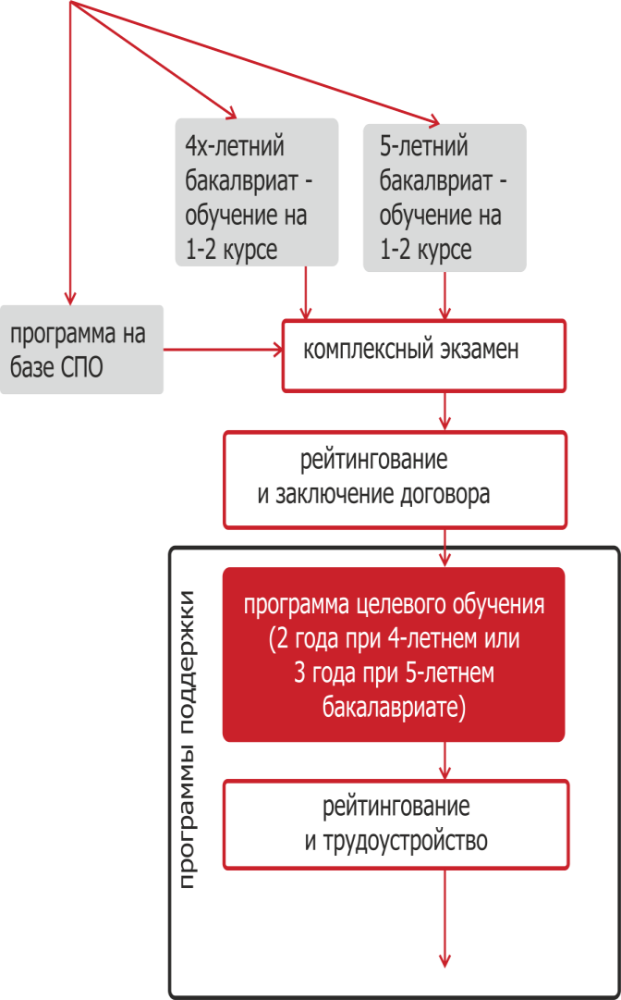 4х-летний
бакалвриат -
обучение на
1-2 курсе
5-летний
бакалвриат -
обучение на
1-2 курсе
программа на
базе СПО
комплексный экзамен
рейтингование
и заключение договора
программы поддержки
программа целевого обучения
(2 года при 4-летнем или
3 года при 5-летнем
бакалавриате)
рейтингование
и трудоустройство